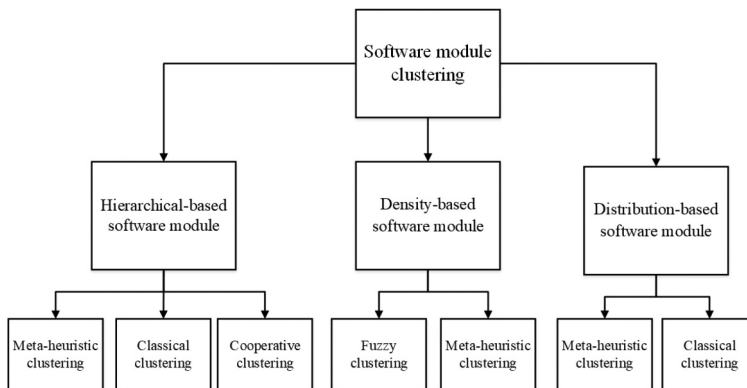 Software module
clustering
Hierarchical-based
software module
Density-based
software module
Distribution-based
software module
Meta-heuristic
clustering
Classical
clustering
Cooperative
clustering
Fuzzy
clustering
Meta-heuristic
clustering
Meta-heuristic
clustering
Classical
clustering